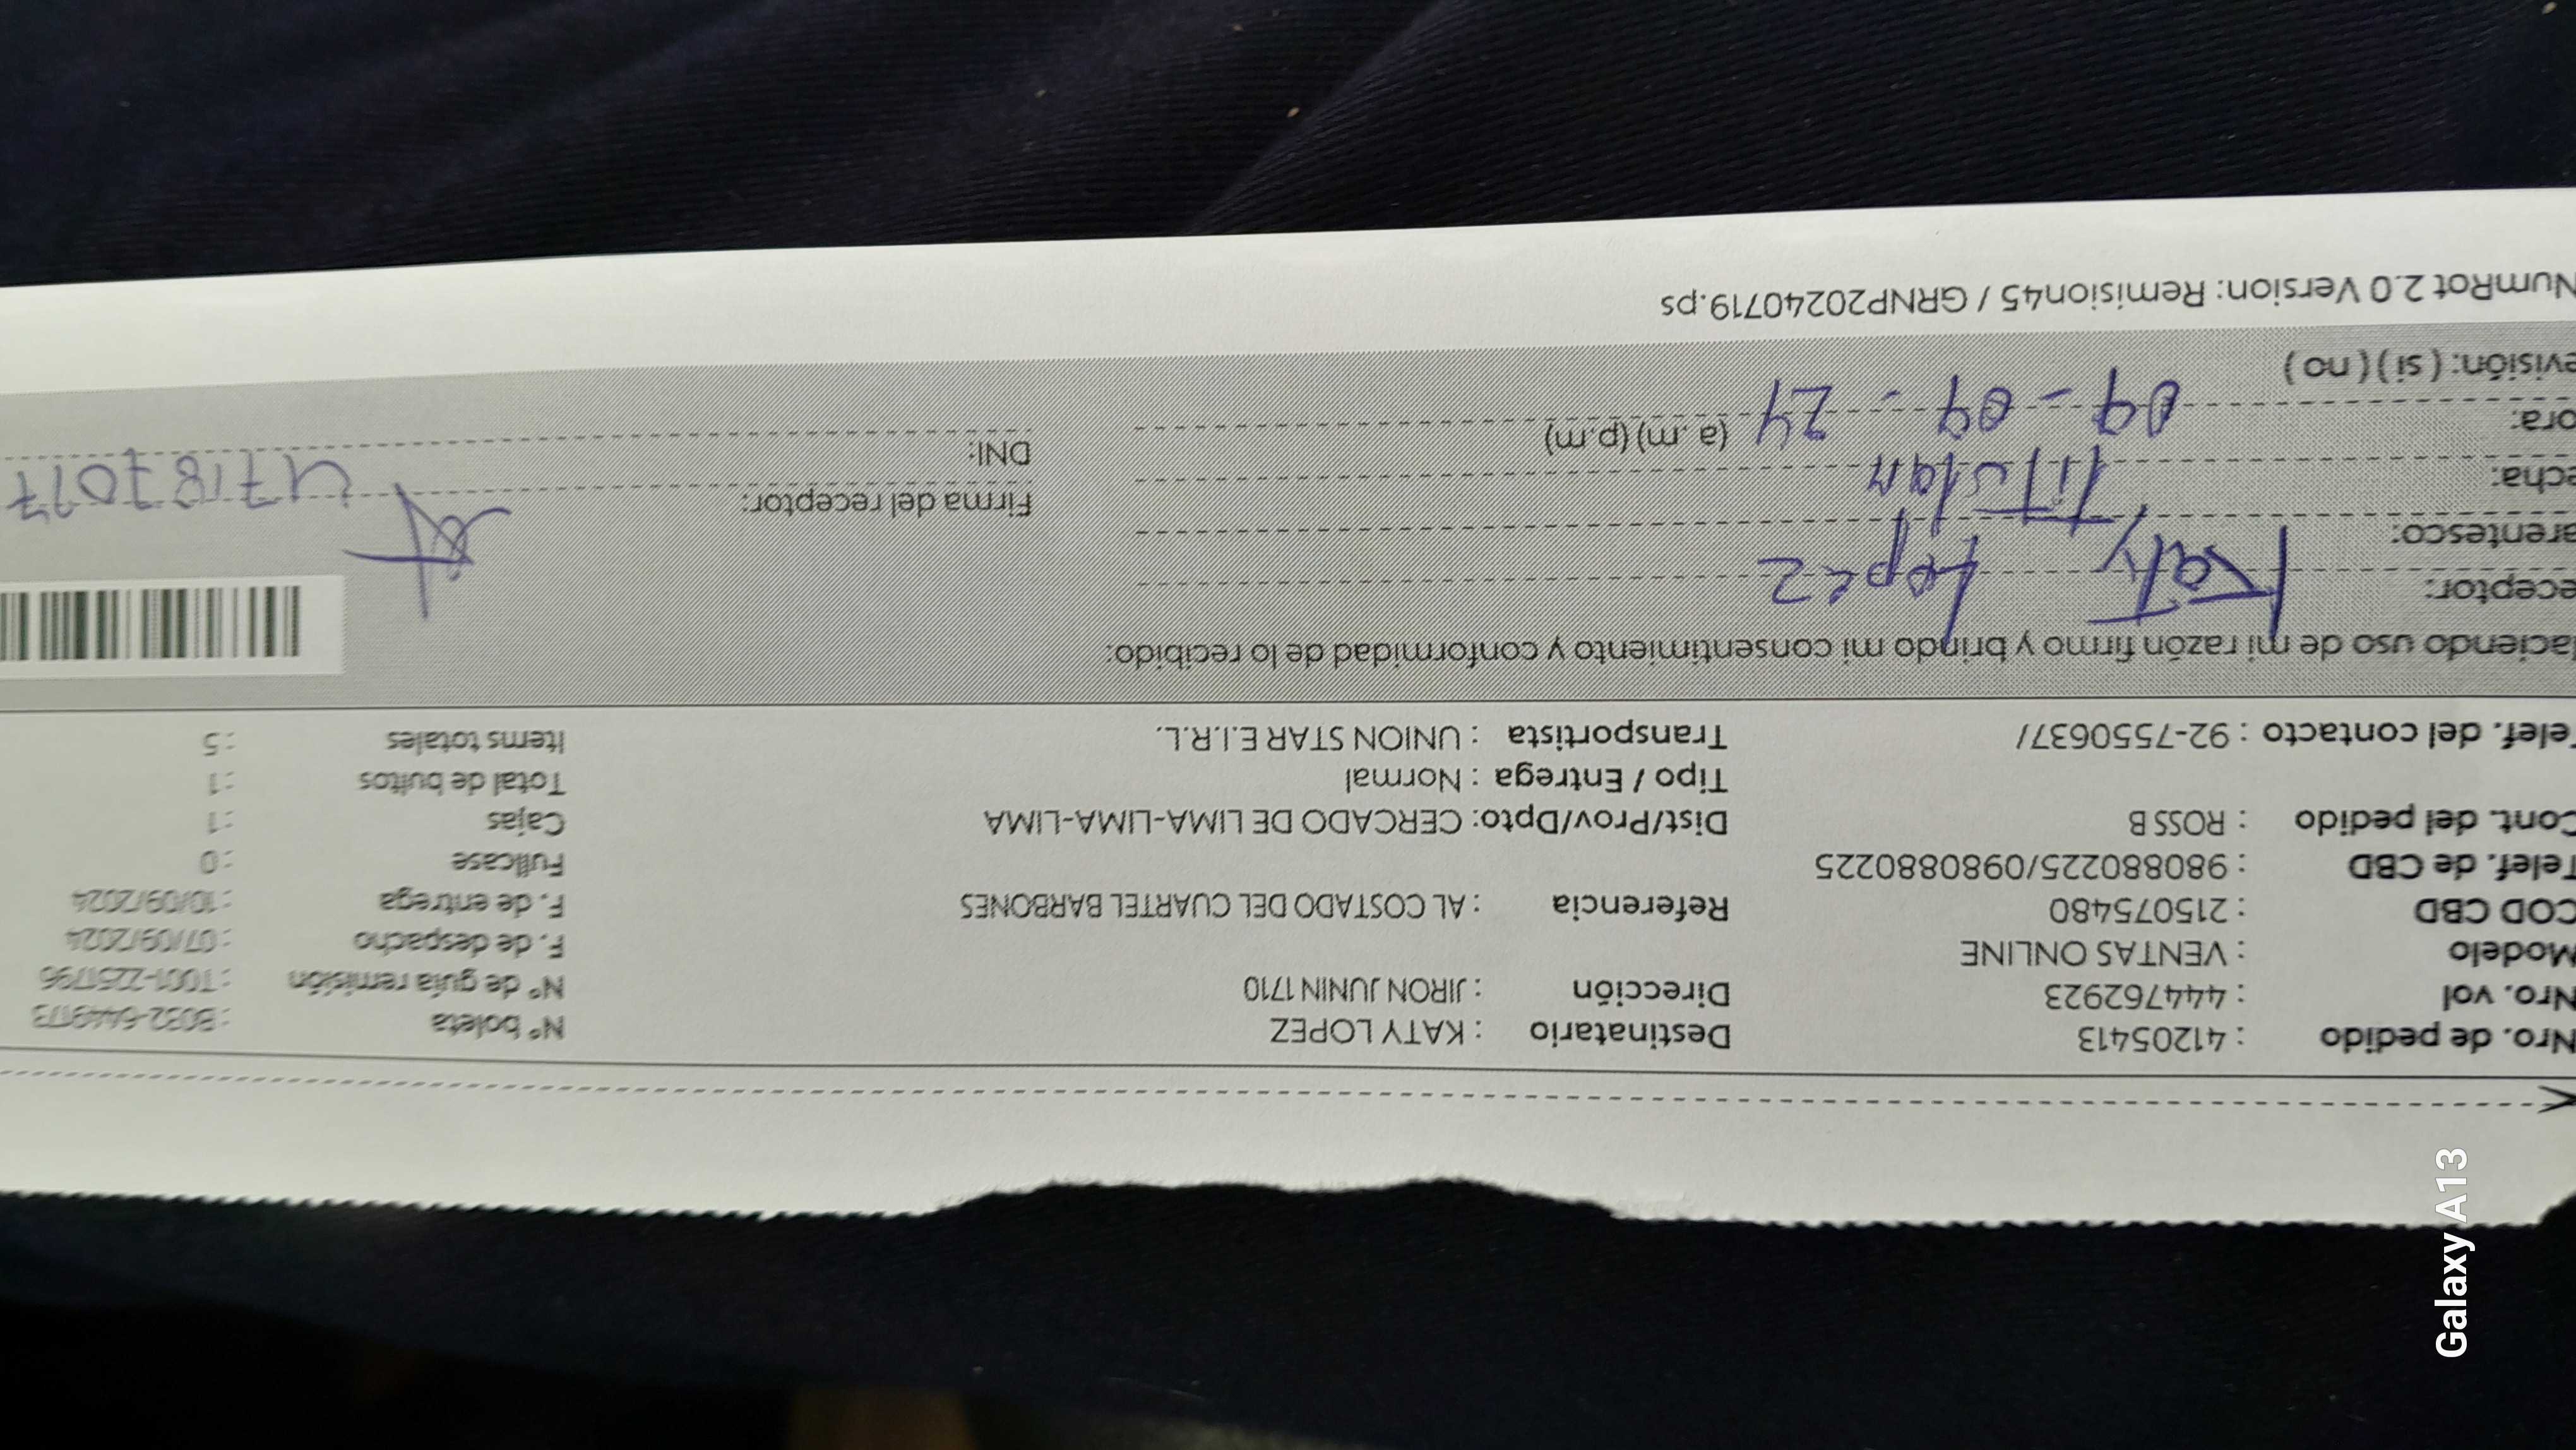 Nro. de pedido : 41205413 Destinatario : KATY LOPEZ N° boleta : B032-6449173
Nro. vol : 444762923 Dirección : JIRON JUNIN 1710 N° de guía remisión : T001-2251796
Modelo : VENTAS ONLINE F. de despacho : 07/09/2024
COD CBD : 215075480 Referencia : AL COSTADO DEL CUARTEL BARBONES F. de entrega : 10/09/2024
Telef. de CBD : 980880225/0980880225 Fullcase : 0
Cont. del pedido : ROSS B Dist/Prov/Dpto: CERCADO DE LIMA-LIMA-LIMA Cajas : 1
Tipo / Entrega : Normal Total de bultos : 1
Telef. del contacto : 92-7550637/ Transportista : UNION STAR E.I.R.L. Items totales : 5
Haciendo uso de mi razón firmo y brindo mi consentimiento y conformidad de lo recibido:
eceptor: Katy Lopez
arentesco: Titular
echa: Firma del receptor:
ora: 09-09-24 (a.m) (p.m) DNI: 47187077
evisión: ( si ) ( no )
NumRot 2.0 Version: Remision45 / GRNP20240719.ps
Galaxy A13